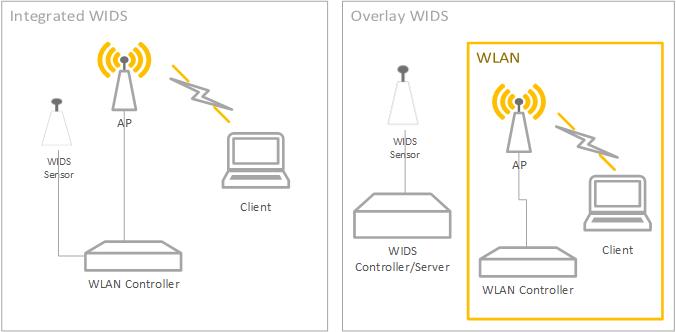 Integrated WIDS
AP
WIDS
Sensor
Client
WLAN Controller
Overlay WIDS
WLAN
WIDS
Sensor
AP
WIDS
Controller/Server
Client
WLAN Controller